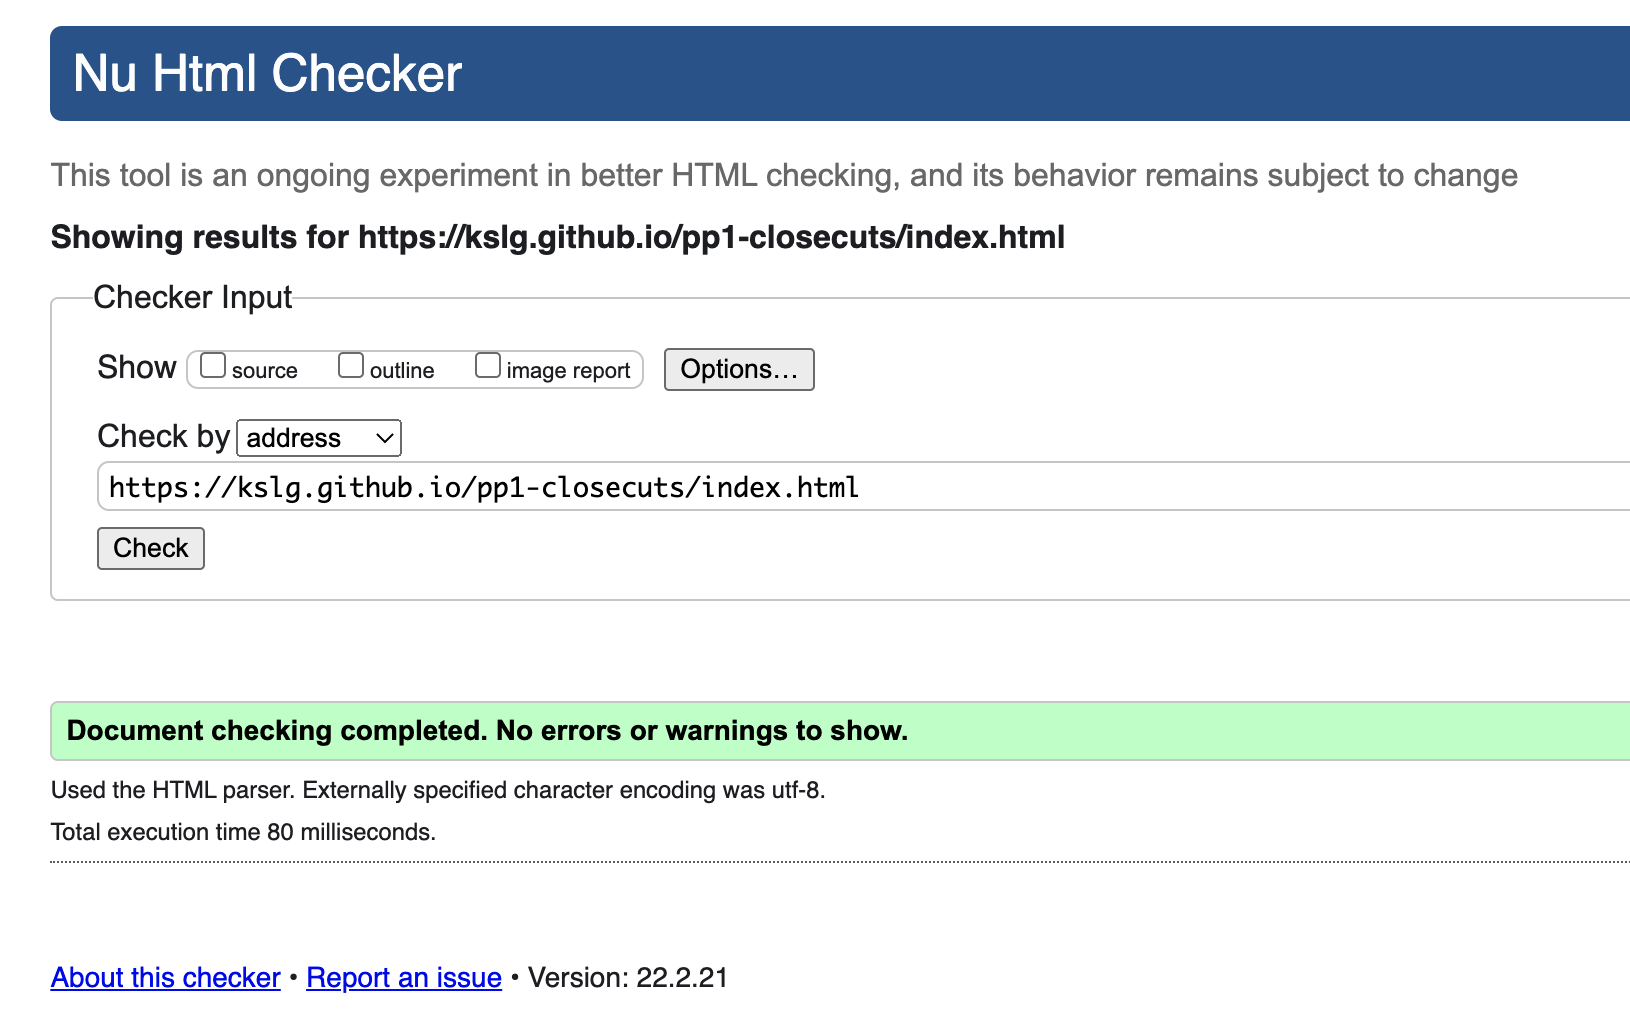 Nu Html Checker
This tool is an ongoing experiment in better HTML checking, and its behavior remains subject to change
Showing results for https://kslg.github.io/pp1-closecuts/index.html
Checker Input
Show source outline image report Options...
Check by address
https://kslg.github.io/pp1-closecuts/index.html
Check
Document checking completed. No errors or warnings to show.
Used the HTML parser. Externally specified character encoding was utf-8.
Total execution time 80 milliseconds.
About this checker • Report an issue • Version: 22.2.21